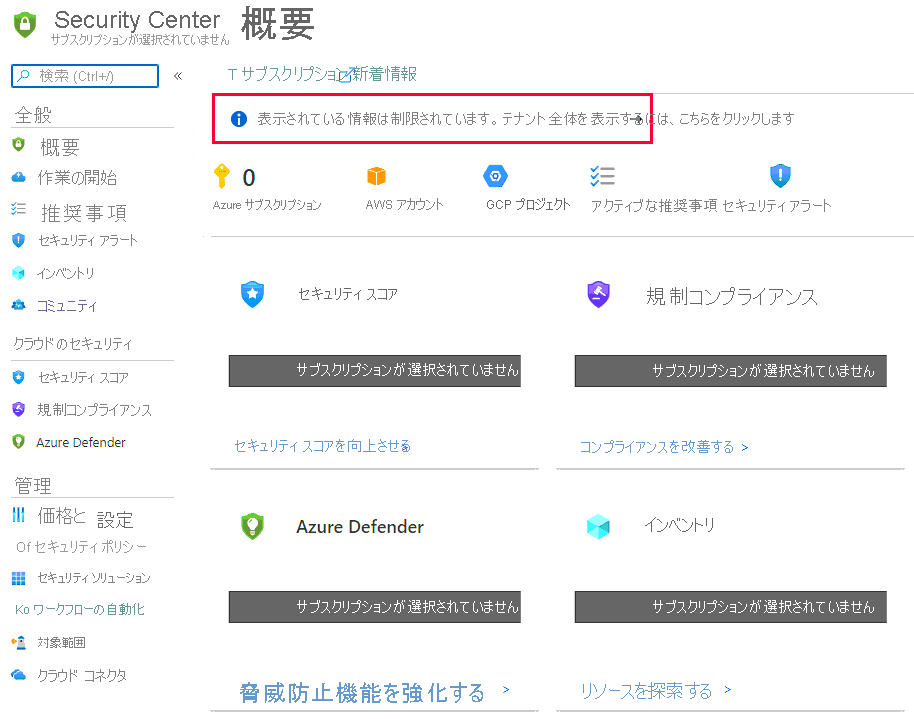 Security Center 概要
サブスクリプションが選択されていません
検索 (Ctrl+/)
«
T サブスクリプション 新着情報
表示されている情報は制限されています。テナント全体を表示するには、こちらをクリックします
全般
概要
作業の開始
推奨事項
セキュリティ アラート
インベントリ
コミュニティ
クラウドのセキュリティ
セキュリティ スコア
規制コンプライアンス
Azure Defender
管理
価格と 設定
Of セキュリティ ポリシー
セキュリティ ソリューション
Ko ワークフローの自動化
対象範囲
クラウド コネクタ
0
Azure サブスクリプション
AWS アカウント
GCP プロジェクト
アクティブな推奨事項
セキュリティ アラート
セキュリティ スコア
サブスクリプションが選択されていません
セキュリティ スコアを向上させる
規制コンプライアンス
サブスクリプションが選択されていません
コンプライアンスを改善する >
Azure Defender
サブスクリプションが選択されていません
脅威防止機能を強化する >
インベントリ
サブスクリプションが選択されていません
リソースを探索する >